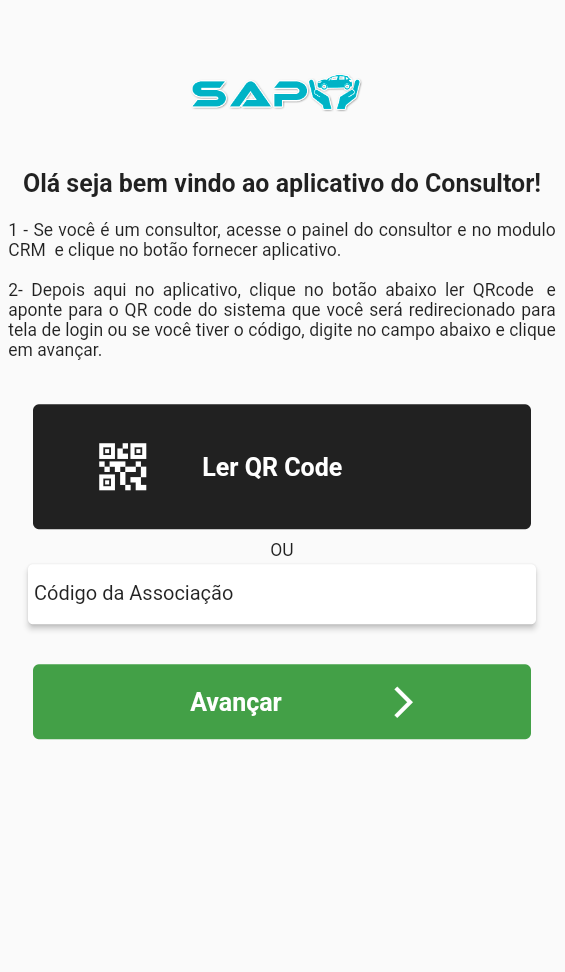 SAPY
Olá seja bem vindo ao aplicativo do Consultor!
1 - Se você é um consultor, acesse o painel do consultor e no modulo
CRM  e clique no botão fornecer aplicativo.
2- Depois aqui no aplicativo, clique no botão abaixo ler QRcode  e
aponte para o QR code do sistema que você será redirecionado para
tela de login ou se você tiver o código, digite no campo abaixo e clique
em avançar.
Ler QR Code
OU
Código da Associação
Avançar